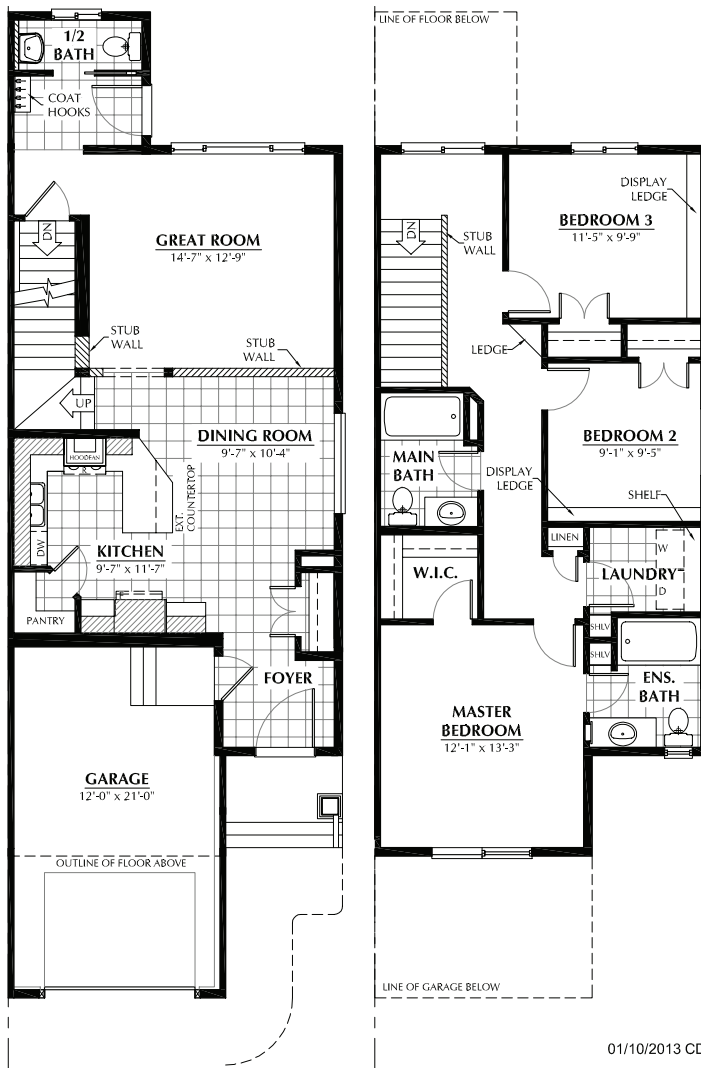 1/2
BATH
COAT
HOOKS
DN
GREAT ROOM
14'-7" x 12'-9"
STUB
WALL
STUB
WALL
UP
DINING ROOM
9'-7" x 10'-4"
HOODFAN
EXT.
COUNTERTOP
KITCHEN
9'-7" x 11'-7"
DW
PANTRY
FOYER
GARAGE
12'-0" x 21'-0"
OUTLINE OF FLOOR ABOVE
LINE OF FLOOR BELOW
DISPLAY
LEDGE
BEDROOM 3
11'-5" x 9'-9"
DN
STUB
WALL
LEDGE
BEDROOM 2
9'-1" x 9'-5"
MAIN
BATH
DISPLAY
LEDGE
SHELF
LINEN
W
W.I.C.
LAUNDRY
D
SHLV
SHLV
ENS.
BATH
MASTER
BEDROOM
12'-1" x 13'-3"
LINE OF GARAGE BELOW
01/10/2013 CD